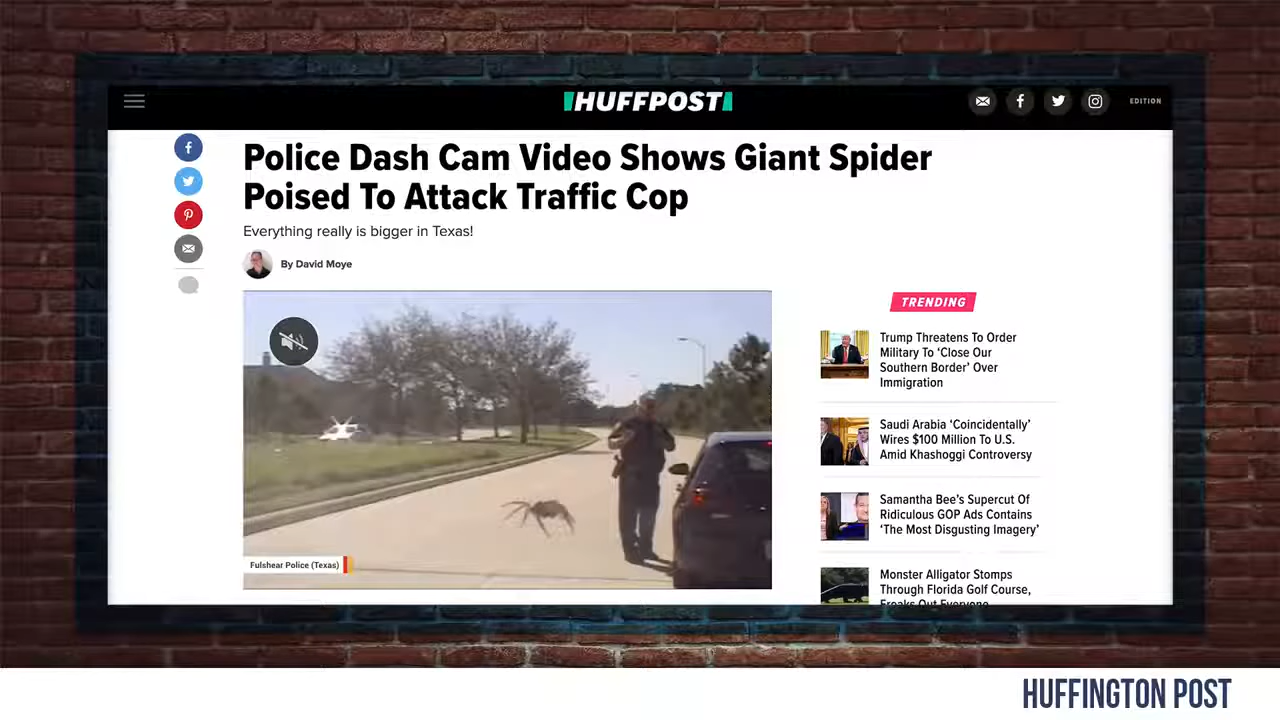 HUFFPOST
EDITION
Police Dash Cam Video Shows Giant Spider
Poised To Attack Traffic Cop
Everything really is bigger in Texas!
By David Moye
Fulshear Police (Texas)
TRENDING
Trump Threatens To Order
Military To ‘Close Our
Southern Border’ Over
Immigration
Saudi Arabia ‘Coincidentally’
Wires $100 Million To U.S.
Amid Khashoggi Controversy
Samantha Bee’s Supercut Of
Ridiculous GOP Ads Contains
‘The Most Disgusting Imagery’
Monster Alligator Stomps
Through Florida Golf Course,
Freaks Out Everyone
HUFFINGTON POST